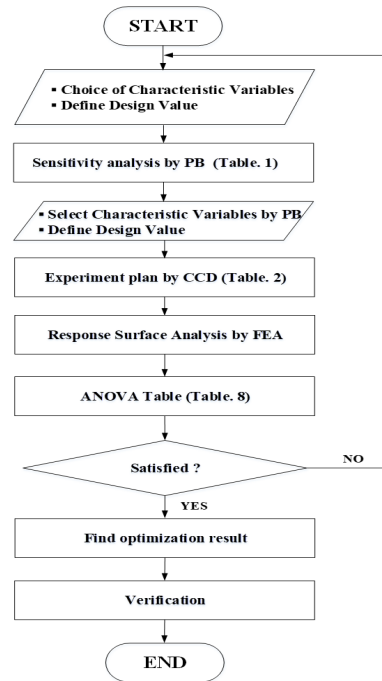 START
▪ Choice of Characteristic Variables
▪ Define Design Value
Sensitivity analysis by PB (Table. 1)
▪ Select Characteristic Variables by PB
▪ Define Design Value
Experiment plan by CCD (Table. 2)
Response Surface Analysis by FEA
ANOVA Table (Table. 8)
Satisfied ?
NO
YES
Find optimization result
Verification
END